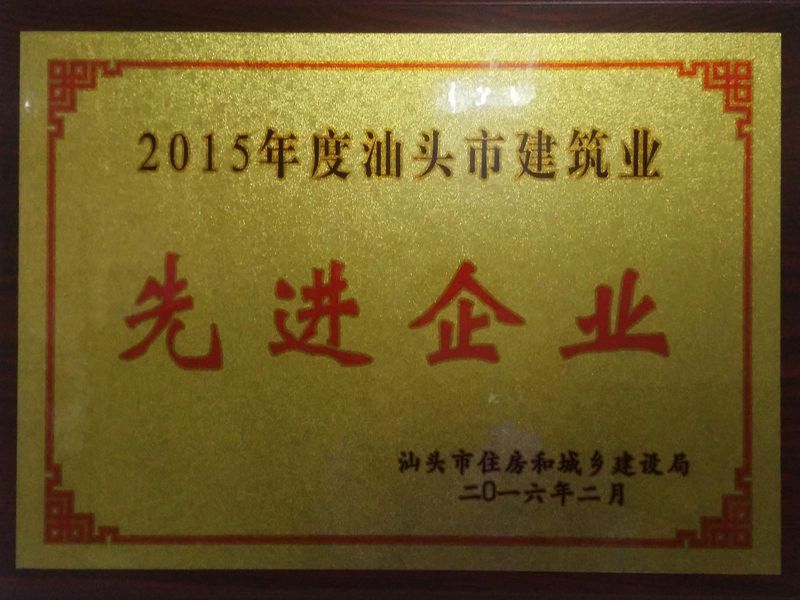 2015年度汕头市建筑业
先进企业
汕头市住房和城乡建设局
二0一六年二月